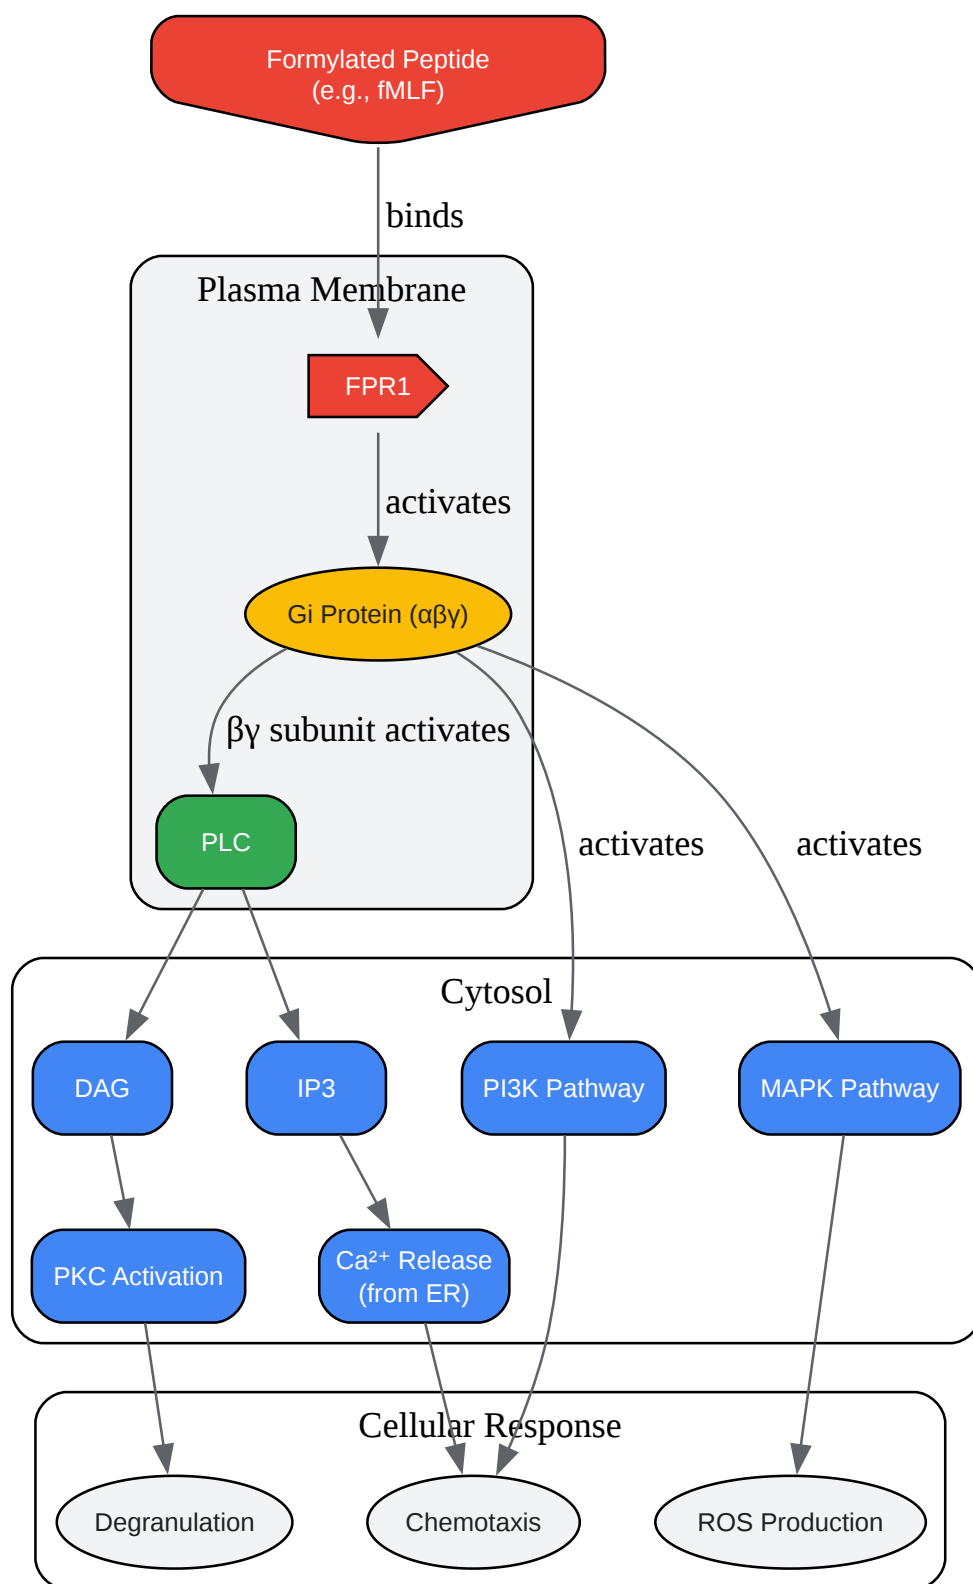 Formylated Peptide
(e.g., fMLF)
binds
Plasma Membrane
FPR1
activates
Gi Protein (αβγ)
βγ subunit activates
PLC
activates
activates
Cytosol
DAG
IP3
PI3K Pathway
MAPK Pathway
PKC Activation
Ca²⁺ Release
(from ER)
Cellular Response
Degranulation
Chemotaxis
ROS Production